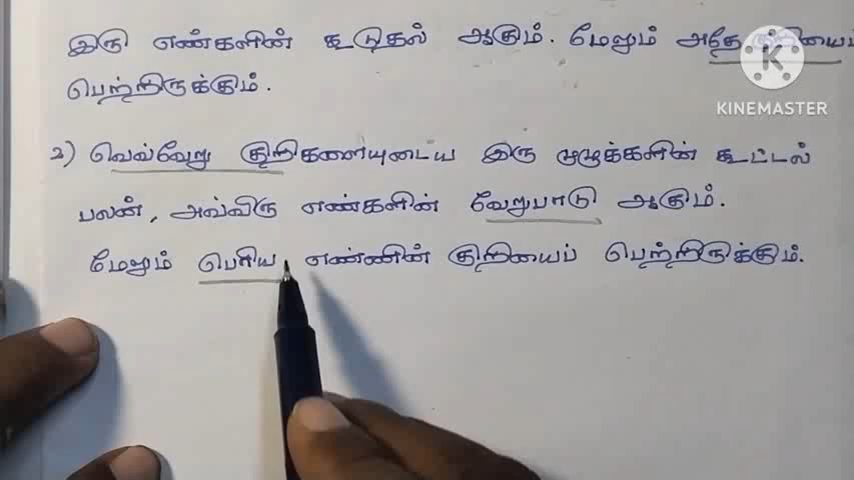 இரு எண்களின் கூடுதல் ஆகும். மேலும் அதே குறியைப்
பெற்றிருக்கும்.
KINEMASTER
2) வெவ்வேறு குறிகளையுடைய இரு முழுக்களின் கூட்டல்
பலன், அவ்விரு எண்களின் வேறுபாடு ஆகும்.
மேலும் பெரிய எண்ணின் குறியைப் பெற்றிருக்கும்.